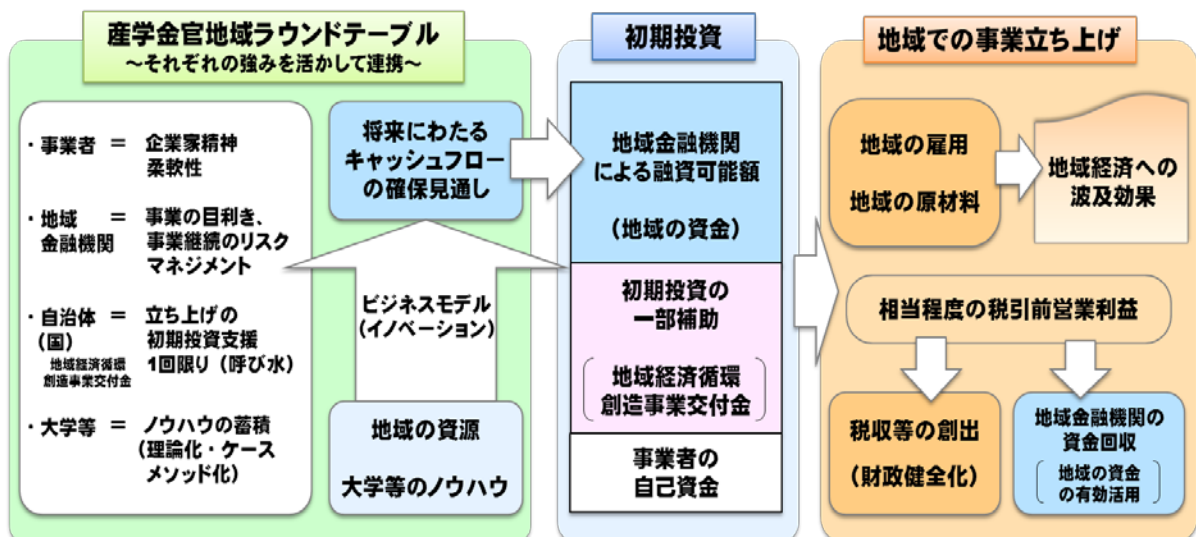 産学金官地域ラウンドテーブル
～それぞれの強みを活かして連携～
・事業者 ＝ 企業家精神
柔軟性
・地域 ＝ 事業の目利き、
金融機関 事業継続のリスク
マネジメント
・自治体 ＝ 立ち上げの
（国） 初期投資支援
地域経済循環 1回限り（呼び水）
創造事業交付金
・大学等 ＝ ノウハウの蓄積
（理論化・ケース
メソッド化）
将来にわたる
キャッシュフロー
の確保見通し
ビジネスモデル
（イノベーション）
地域の資源
大学等のノウハウ
初期投資
地域金融機関
による融資可能額
（地域の資金）
初期投資の
一部補助
地域経済循環
創造事業交付金
事業者の
自己資金
地域での事業立ち上げ
地域の雇用
地域の原材料
地域経済への
波及効果
相当程度の税引前営業利益
税収等の創出
（財政健全化）
地域金融機関の
資金回収
地域の資金
の有効活用